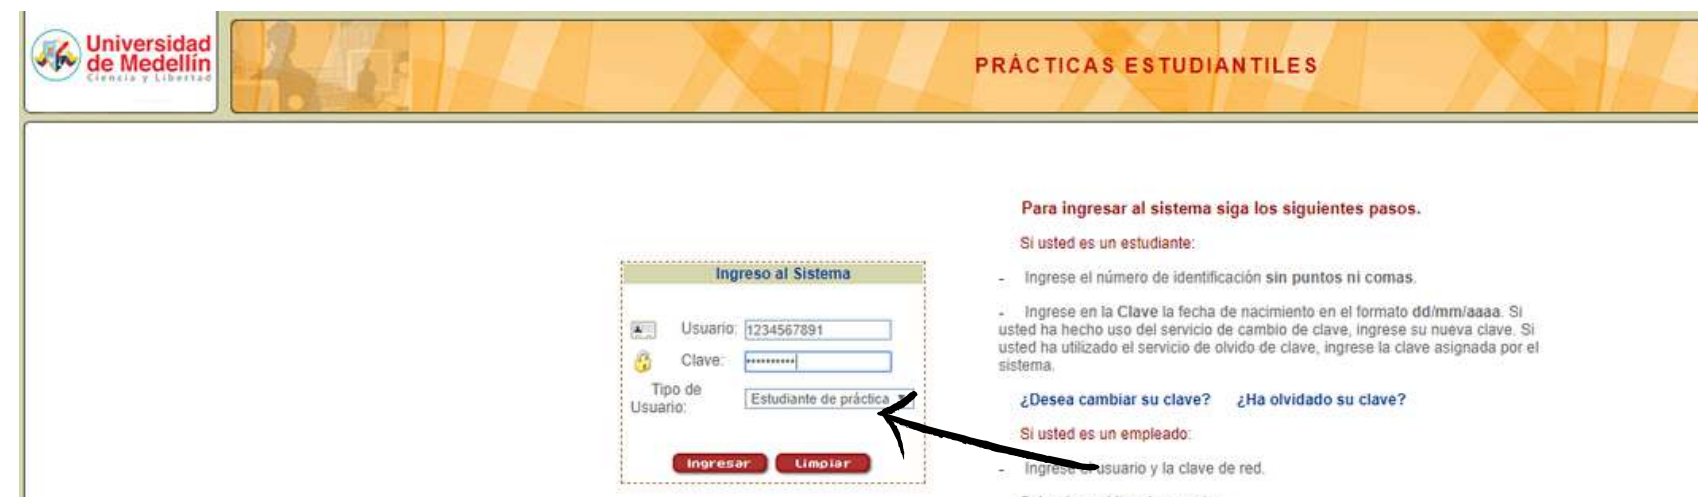 Universidad
de Medellín
Ciencia y Libertad
PRÁCTICAS ESTUDIANTILES
Para ingresar al sistema siga los siguientes pasos.
Si usted es un estudiante:
- Ingrese el número de identificación sin puntos ni comas.
- Ingrese en la Clave la fecha de nacimiento en el formato dd/mm/aaaa. Si
usted ha hecho uso del servicio de cambio de clave, ingrese su nueva clave. Si
usted ha utilizado el servicio de olvido de clave, ingrese la clave asignada por el
sistema.
¿Desea cambiar su clave? ¿Ha olvidado su clave?
Si usted es un empleado:
- Ingrese el usuario y la clave de red.
Ingreso al Sistema
Usuario: 1234567891
Clave: ••••••••••
Tipo de
Usuario: Estudiante de práctica
Ingresar Limpiar